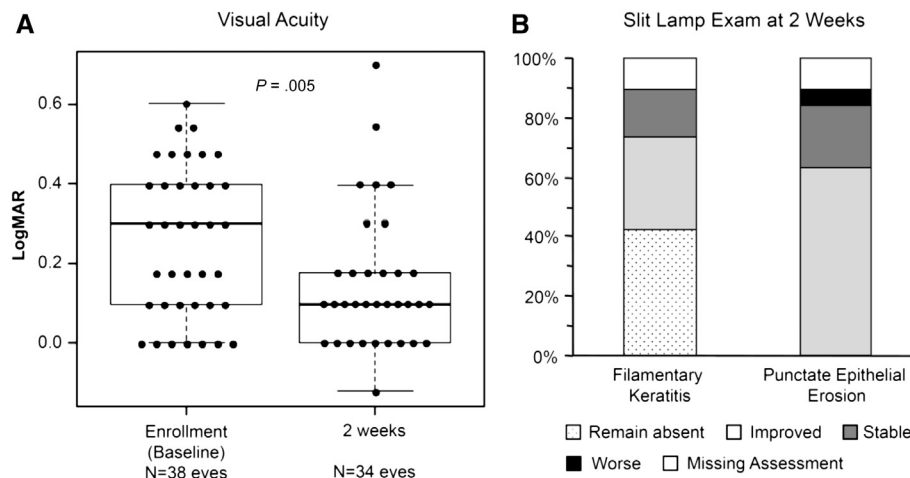 A
Visual Acuity
P = .005
LogMAR
0.6
0.4
0.2
0.0
Enrollment
(Baseline)
N=38 eyes
2 weeks
N=34 eyes
B
Slit Lamp Exam at 2 Weeks
100%
80%
60%
40%
20%
0%
Filamentary
Keratitis
Punctate Epithelial
Erosion
Remain absent
Improved
Stable
Worse
Missing Assessment